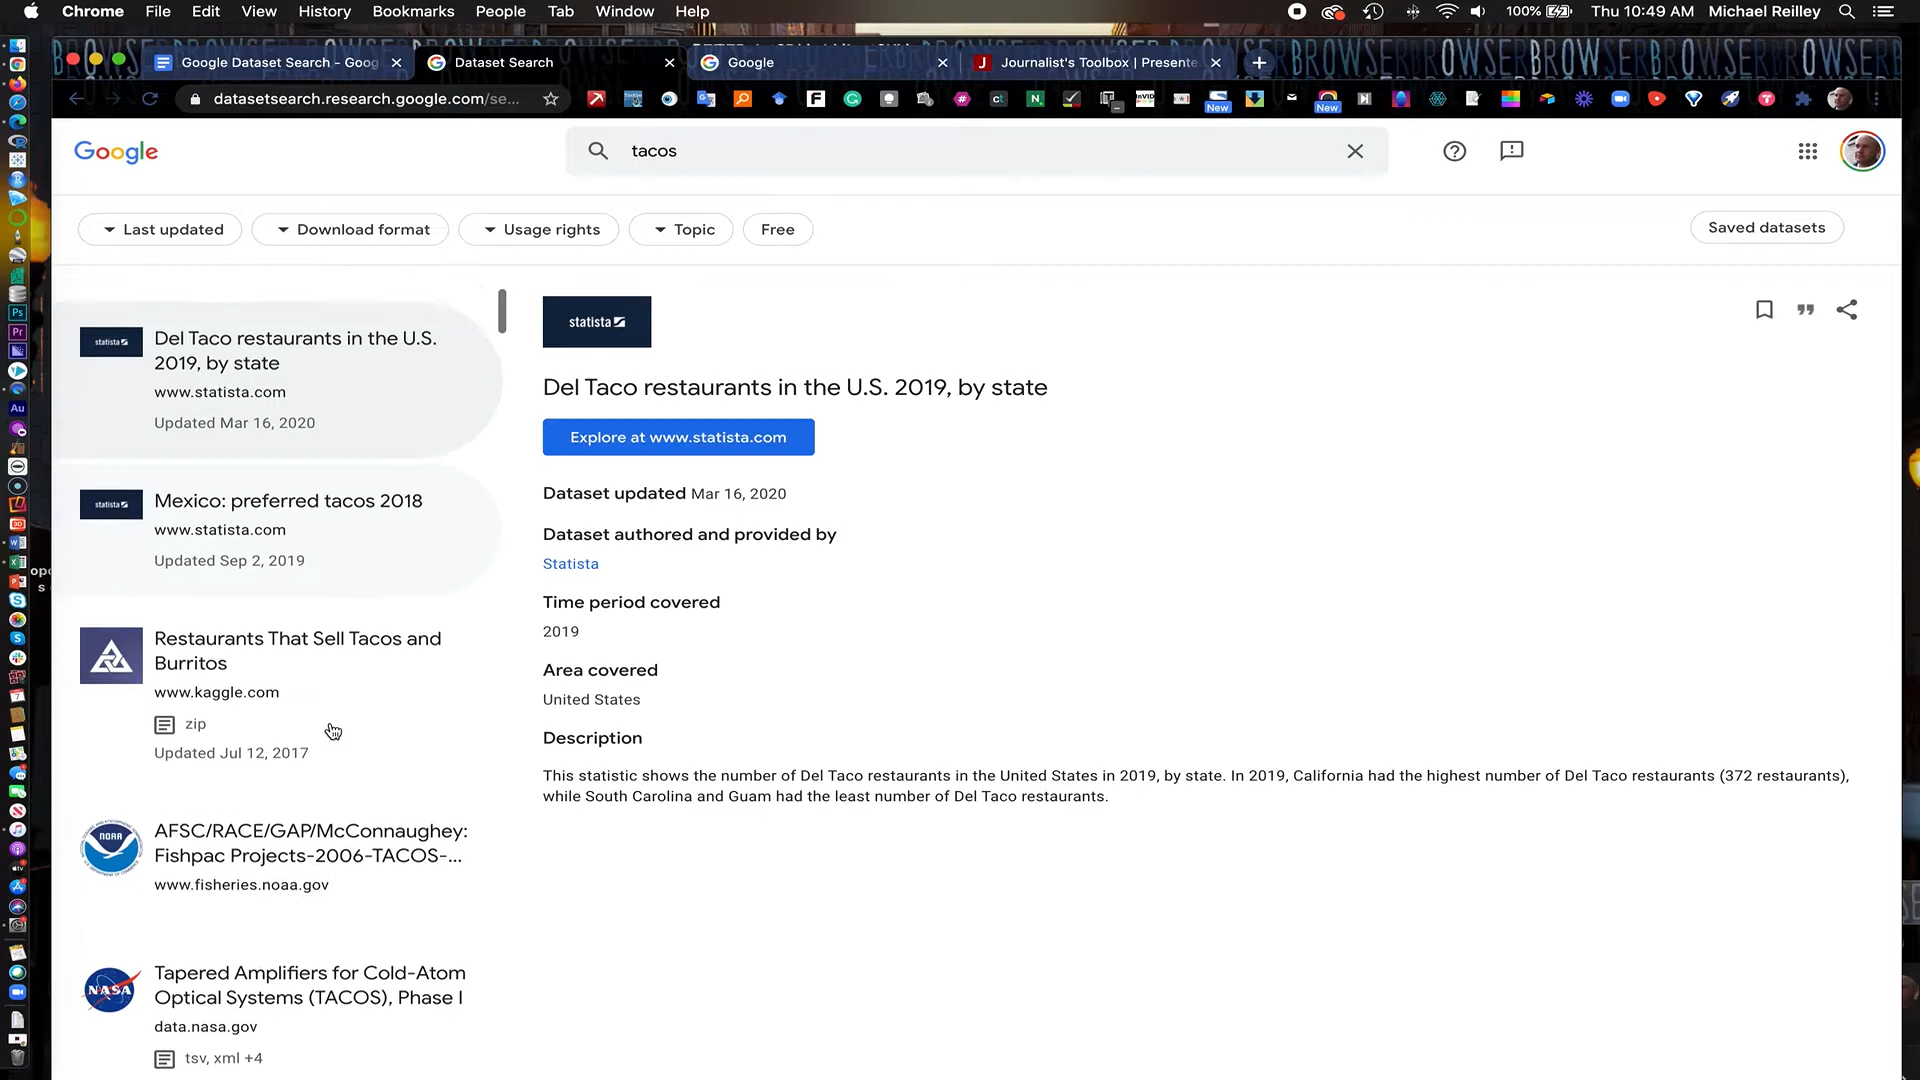 Chrome File Edit View History Bookmarks People Tab Window Help 100% Thu 10:49 AM Michael Reilley
Google Dataset Search - Goog Dataset Search Google Journalist's Toolbox | Presente
datasetsearch.research.google.com/se...
New New
Google tacos
Last updated Download format Usage rights Topic Free Saved datasets
statista
Del Taco restaurants in the U.S.
2019, by state
www.statista.com
Updated Mar 16, 2020
statista
Mexico: preferred tacos 2018
www.statista.com
Updated Sep 2, 2019
Restaurants That Sell Tacos and
Burritos
www.kaggle.com
zip
Updated Jul 12, 2017
NOAA
AFSC/RACE/GAP/McConnaughey:
Fishpac Projects-2006-TACOS-...
www.fisheries.noaa.gov
NASA
Tapered Amplifiers for Cold-Atom
Optical Systems (TACOS), Phase I
data.nasa.gov
tsv, xml +4
statista
Del Taco restaurants in the U.S. 2019, by state
Explore at www.statista.com
Dataset updated Mar 16, 2020
Dataset authored and provided by
Statista
Time period covered
2019
Area covered
United States
Description
This statistic shows the number of Del Taco restaurants in the United States in 2019, by state. In 2019, California had the highest number of Del Taco restaurants (372 restaurants),
while South Carolina and Guam had the least number of Del Taco restaurants.